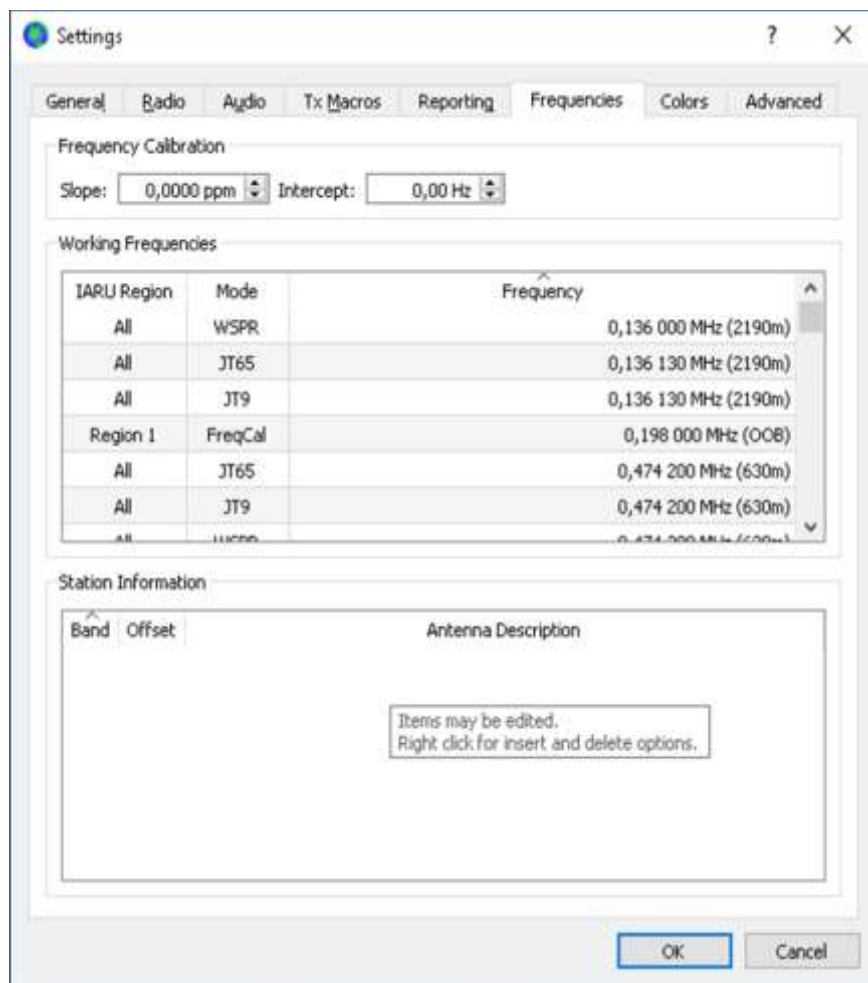 Settings
General Radio Audio Tx Macros Reporting Frequencies Colors Advanced
Frequency Calibration
Slope: 0,0000 ppm Intercept: 0,00 Hz
Working Frequencies
IARU Region Mode Frequency
All WSPR 0,136 000 MHz (2190m)
All JT65 0,136 130 MHz (2190m)
All JT9 0,136 130 MHz (2190m)
Region 1 FreqCal 0,198 000 MHz (OOB)
All JT65 0,474 200 MHz (630m)
All JT9 0,474 200 MHz (630m)
Station Information
Band Offset Antenna Description
Items may be edited.
Right click for insert and delete options.
OK Cancel